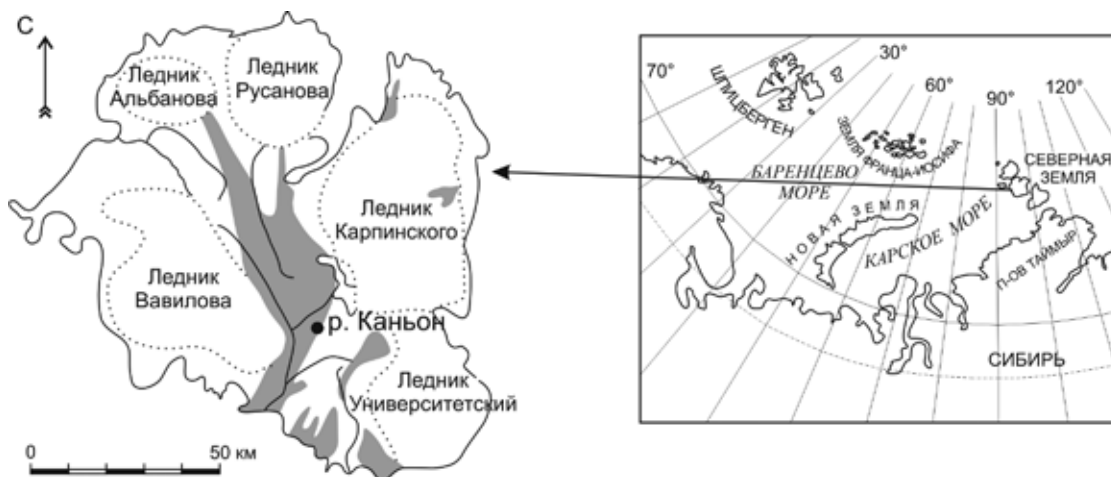 С
Ледник
Альбанова
Ледник
Русанова
Ледник
Карпинского
Ледник
Вавилова
р. Каньон
Ледник
Университетский
0
50 км
70°
30°
60°
90°
120°
ШПИЦБЕРГЕН
ЗЕМЛЯ ФРАНЦА-ИОСИФА
СЕВЕРНАЯ
ЗЕМЛЯ
БАРЕНЦЕВО
МОРЕ
НОВАЯ ЗЕМЛЯ
КАРСКОЕ МОРЕ
П-ОВ ТАЙМЫР
СИБИРЬ